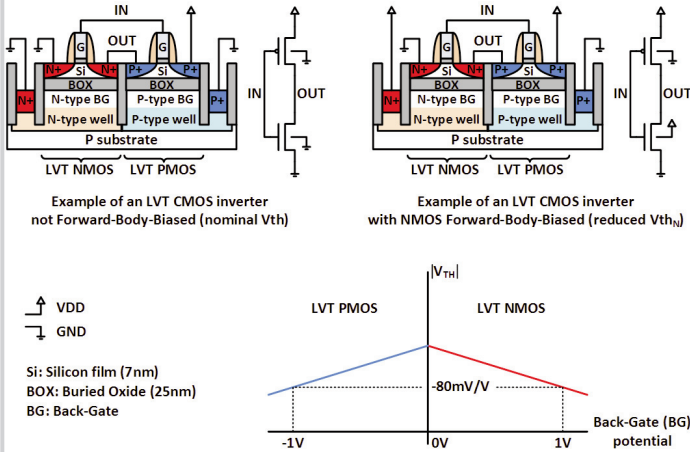 IN
G
OUT
G
N+
Si
N+
P+
Si
P+
BOX
BOX
N+
N-type BG
P-type BG
P+
N-type well
P-type well
P substrate
LVT NMOS
LVT PMOS
IN
OUT
Example of an LVT CMOS inverter
not Forward-Body-Biased (nominal Vth)
IN
G
OUT
G
N+
Si
N+
P+
Si
P+
BOX
BOX
N+
N-type BG
P-type BG
P+
N-type well
P-type well
P substrate
LVT NMOS
LVT PMOS
IN
OUT
Example of an LVT CMOS inverter
with NMOS Forward-Body-Biased (reduced VthN)
VDD
GND
Si: Silicon film (7nm)
BOX: Buried Oxide (25nm)
BG: Back-Gate
|VTH|
LVT PMOS
LVT NMOS
-80mV/V
Back-Gate (BG)
potential
-1V
0V
1V